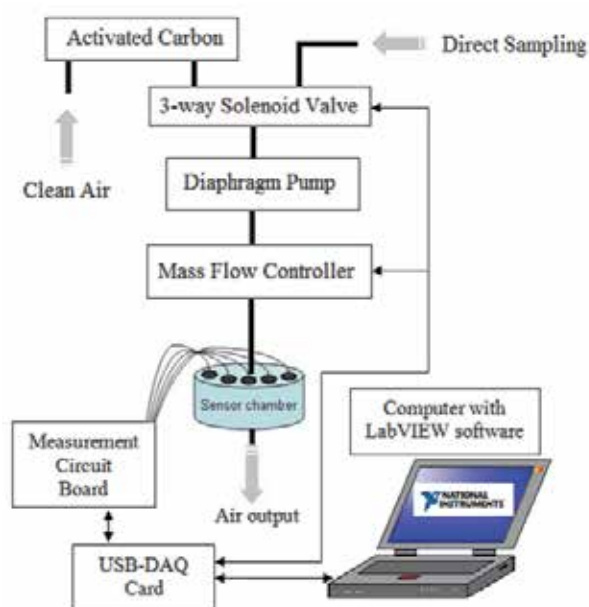 Activated Carbon
Direct Sampling
3-way Solenoid Valve
Clean Air
Diaphragm Pump
Mass Flow Controller
Sensor chamber
Computer with
LabVIEW software
Measurement
Circuit
Board
NATIONAL
INSTRUMENTS
Air output
USB-DAQ
Card